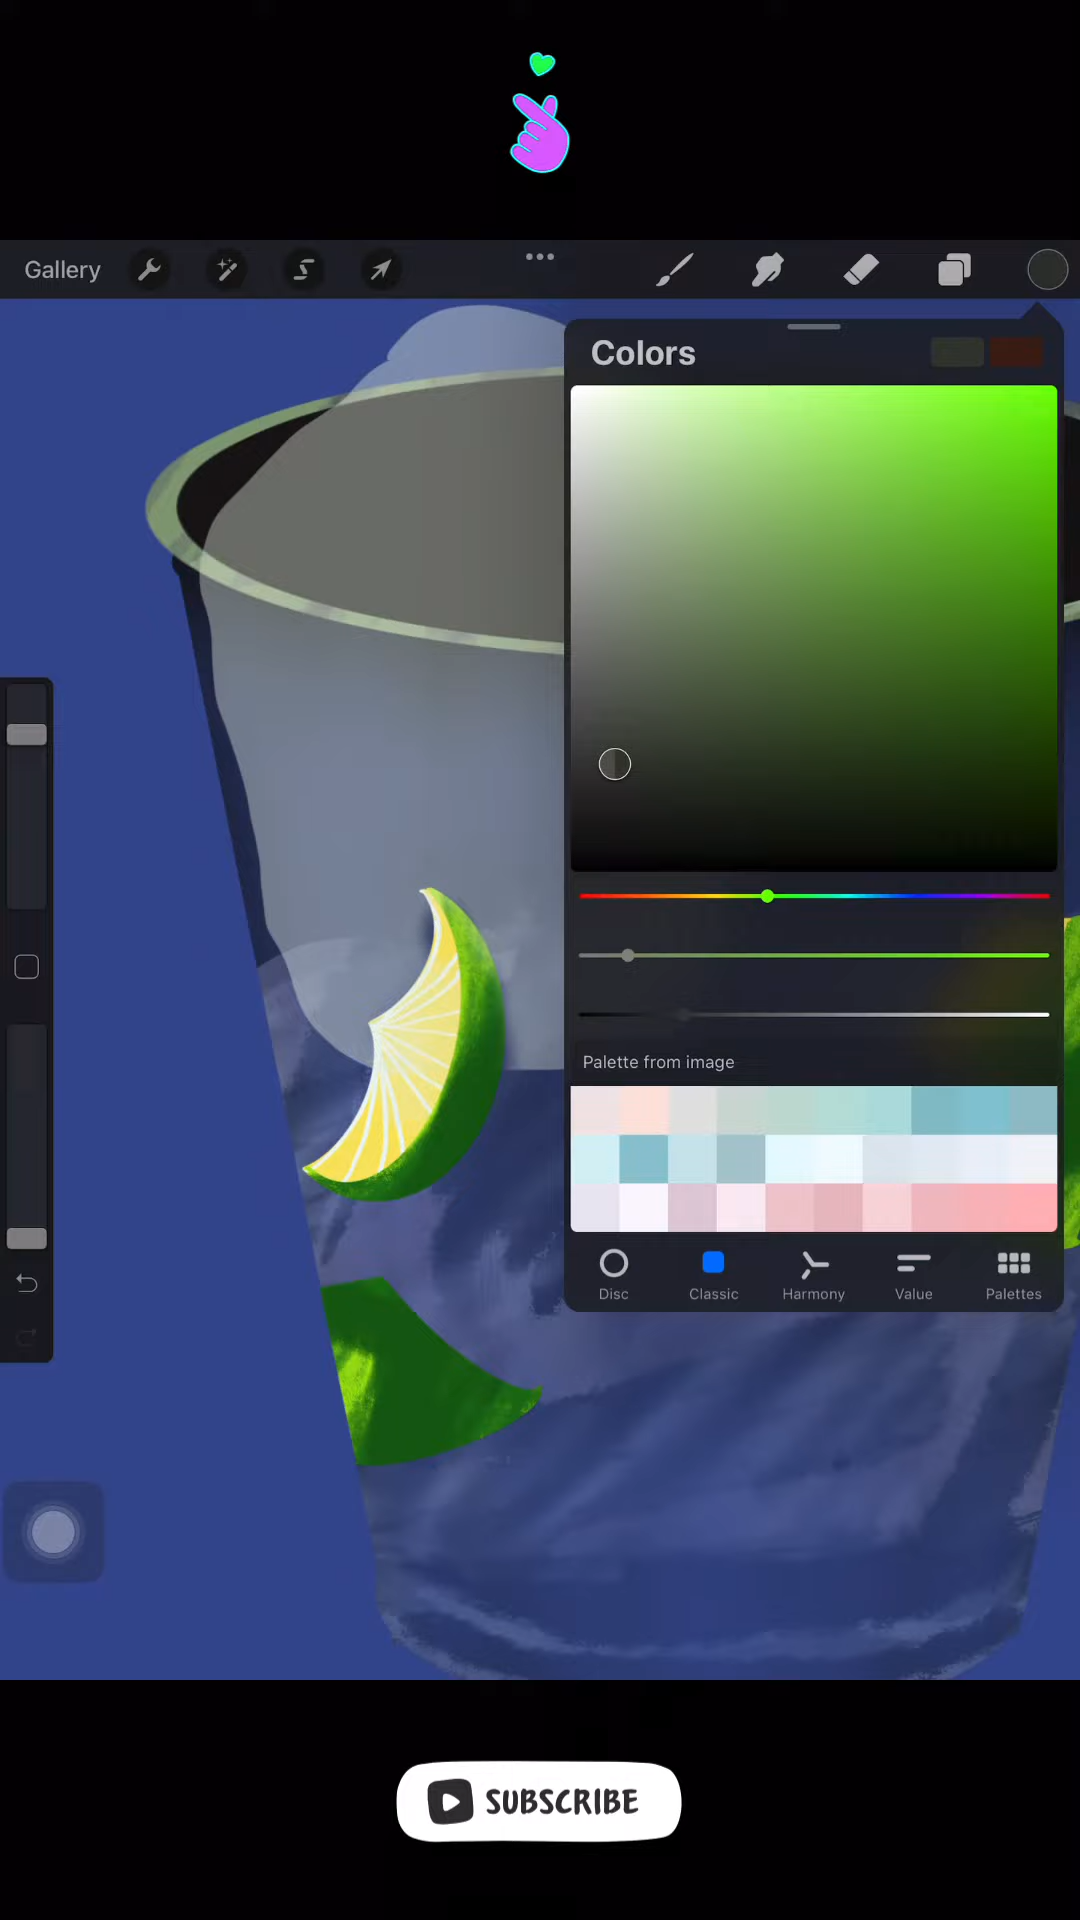 Gallery
Colors
Palette from image
Disc
Classic
Harmony
Value
Palettes
SUBSCRIBE